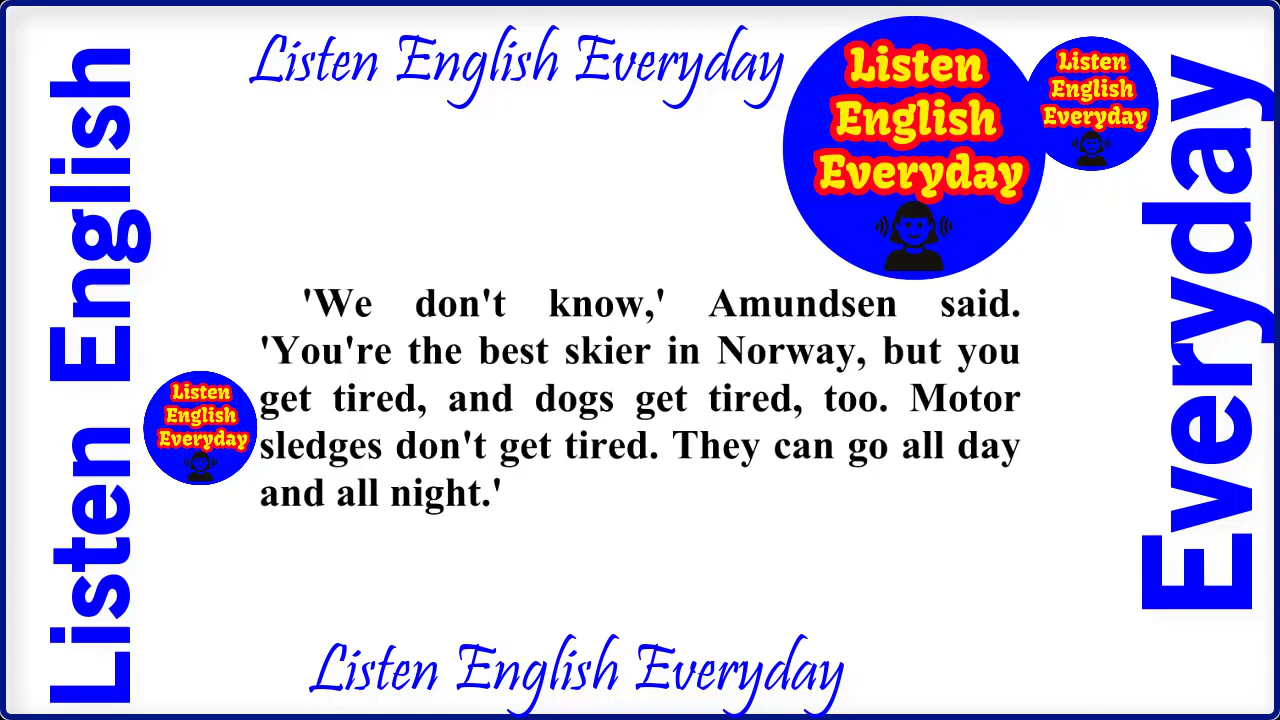 Listen English Everyday
Listen
English
Everyday
Listen
English
Everyday
Listen English
Everyday
'We don't know,' Amundsen said.
'You're the best skier in Norway, but you
get tired, and dogs get tired, too. Motor
sledges don't get tired. They can go all day
and all night.'
Listen
English
Everyday
Listen English Everyday